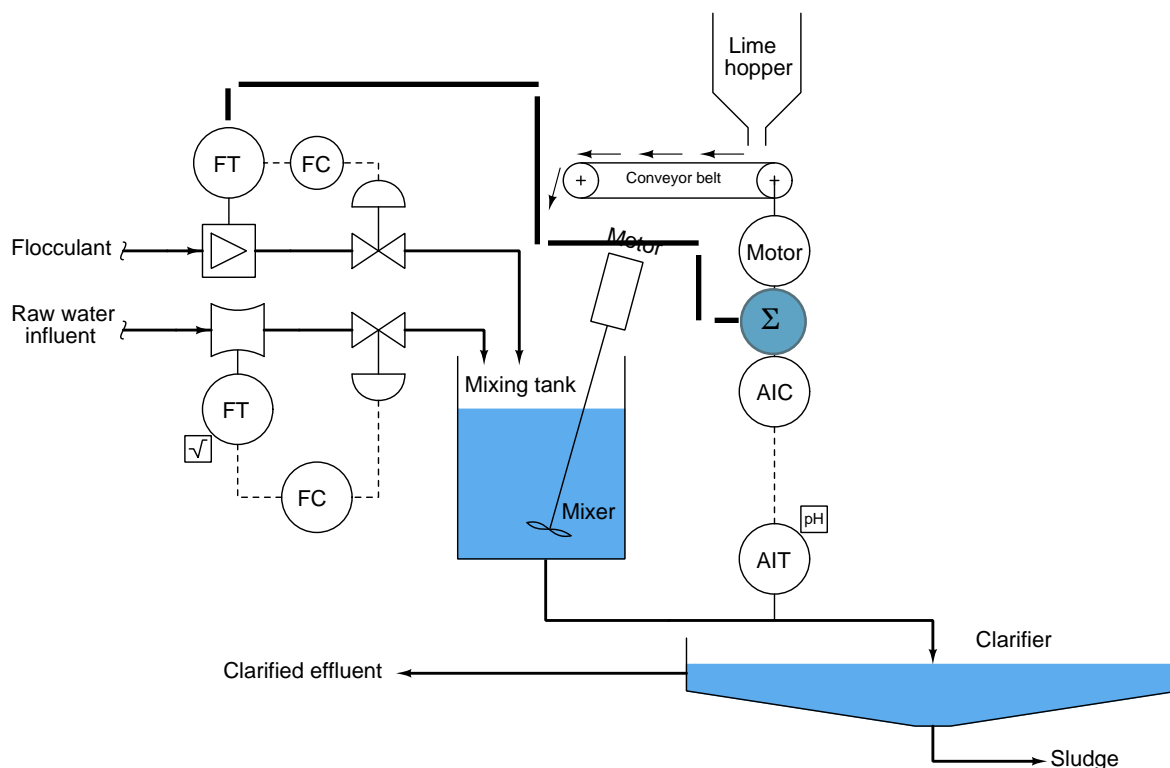 Lime
hopper
FT
FC
Conveyor belt
Motor
Motor
Flocculant
Raw water
influent
Σ
Mixing tank
AIC
FT
√
FC
Mixer
pH
AIT
Clarifier
Clarified effluent
Sludge